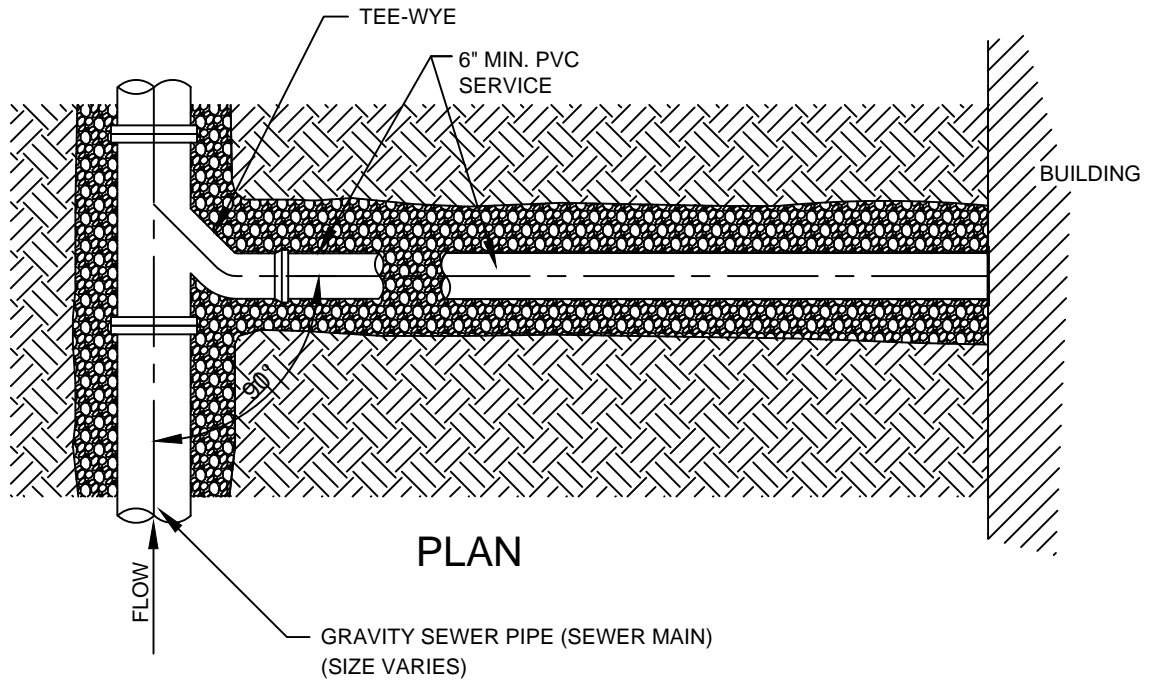 TEE-WYE
6" MIN. PVC
SERVICE
BUILDING
90°
PLAN
FLOW
GRAVITY SEWER PIPE (SEWER MAIN)
(SIZE VARIES)